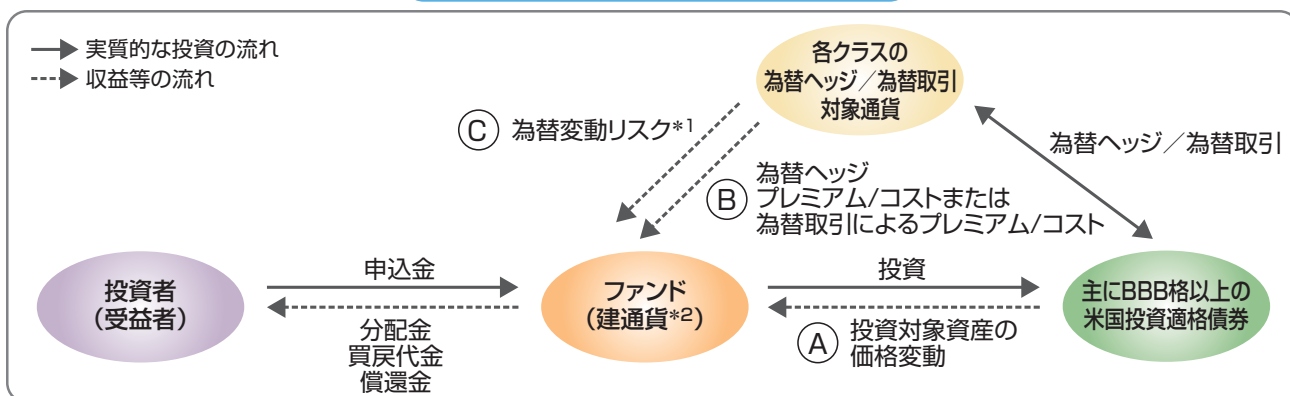 実質的な投資の流れ
収益等の流れ
各クラスの
為替ヘッジ／為替取引
対象通貨
Ⓒ 為替変動リスク*1
為替ヘッジ／為替取引
Ⓑ 為替ヘッジ
プレミアム/コストまたは
為替取引によるプレミアム/コスト
投資者
（受益者）
申込金
分配金
買戻代金
償還金
ファンド
（建通貨*2）
投資
Ⓐ 投資対象資産の
価格変動
主にBBB格以上の
米国投資適格債券